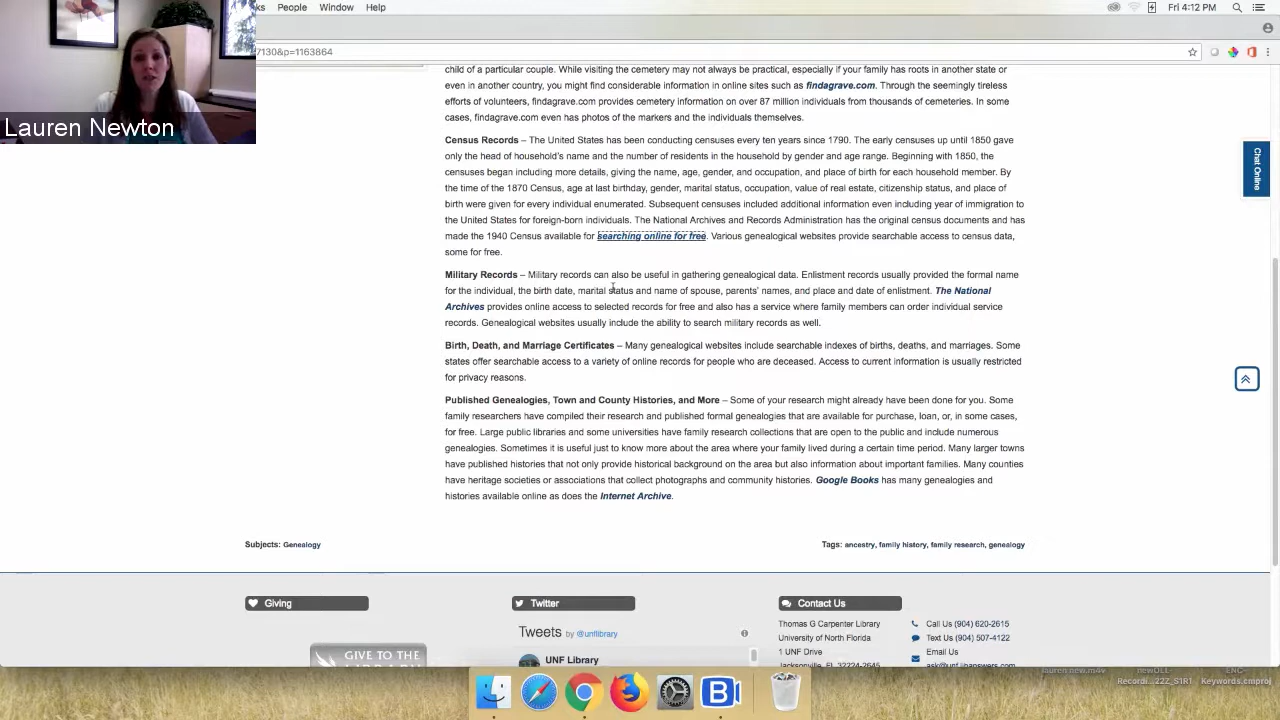 ks People Window Help
Fri 4:12 PM
7130&p=1163864
Lauren Newton
child of a particular couple. While visiting the cemetery may not always be practical, especially if your family has roots in another state or
even in another country, you might find considerable information in online sites such as findagrave.com. Through the seemingly tireless
efforts of volunteers, findagrave.com provides cemetery information on over 87 million individuals from thousands of cemeteries. In some
cases, findagrave.com even has photos of the markers and the individuals themselves.
Census Records – The United States has been conducting censuses every ten years since 1790. The early censuses up until 1850 gave
only the head of household's name and the number of residents in the household by gender and age range. Beginning with 1850, the
censuses began including more details, giving the name, age, gender, and occupation, and place of birth for each household member. By
the time of the 1870 Census, age at last birthday, gender, marital status, occupation, value of real estate, citizenship status, and place of
birth were given for every individual enumerated. Subsequent censuses included additional information even including year of immigration to
the United States for foreign-born individuals. The National Archives and Records Administration has the original census documents and has
made the 1940 Census available for searching online for free. Various genealogical websites provide searchable access to census data,
some for free.
Military Records – Military records can also be useful in gathering genealogical data. Enlistment records usually provided the formal name
for the individual, the birth date, marital status and name of spouse, parents' names, and place and date of enlistment. The National
Archives provides online access to selected records for free and also has a service where family members can order individual service
records. Genealogical websites usually include the ability to search military records as well.
Birth, Death, and Marriage Certificates – Many genealogical websites include searchable indexes of births, deaths, and marriages. Some
states offer searchable access to a variety of online records for people who are deceased. Access to current information is usually restricted
for privacy reasons.
Published Genealogies, Town and County Histories, and More – Some of your research might already have been done for you. Some
family researchers have compiled their research and published formal genealogies that are available for purchase, loan, or, in some cases,
for free. Large public libraries and some universities have family research collections that are open to the public and include numerous
genealogies. Sometimes it is useful just to know more about the area where your family lived during a certain time period. Many larger towns
have published histories that not only provide historical background on the area but also information about important families. Many counties
have heritage societies or associations that collect photographs and community histories. Google Books has many genealogies and
histories available online as does the Internet Archive.
Chat Online
Subjects: Genealogy
Tags: ancestry, family history, family research, genealogy
Giving
Twitter
Contact Us
GIVE TO THE
Tweets by @unflibrary
UNF Library
Thomas G Carpenter Library
University of North Florida
1 UNF Drive
Jacksonville, FL 32224-2645
Call Us (904) 620-2615
Text Us (904) 507-4122
Email Us
ask@unf.libanswers.com
lauren new.m4v
newOLL-
Recordi...22Z_S1R1
ENC-
Keywords.cmproj